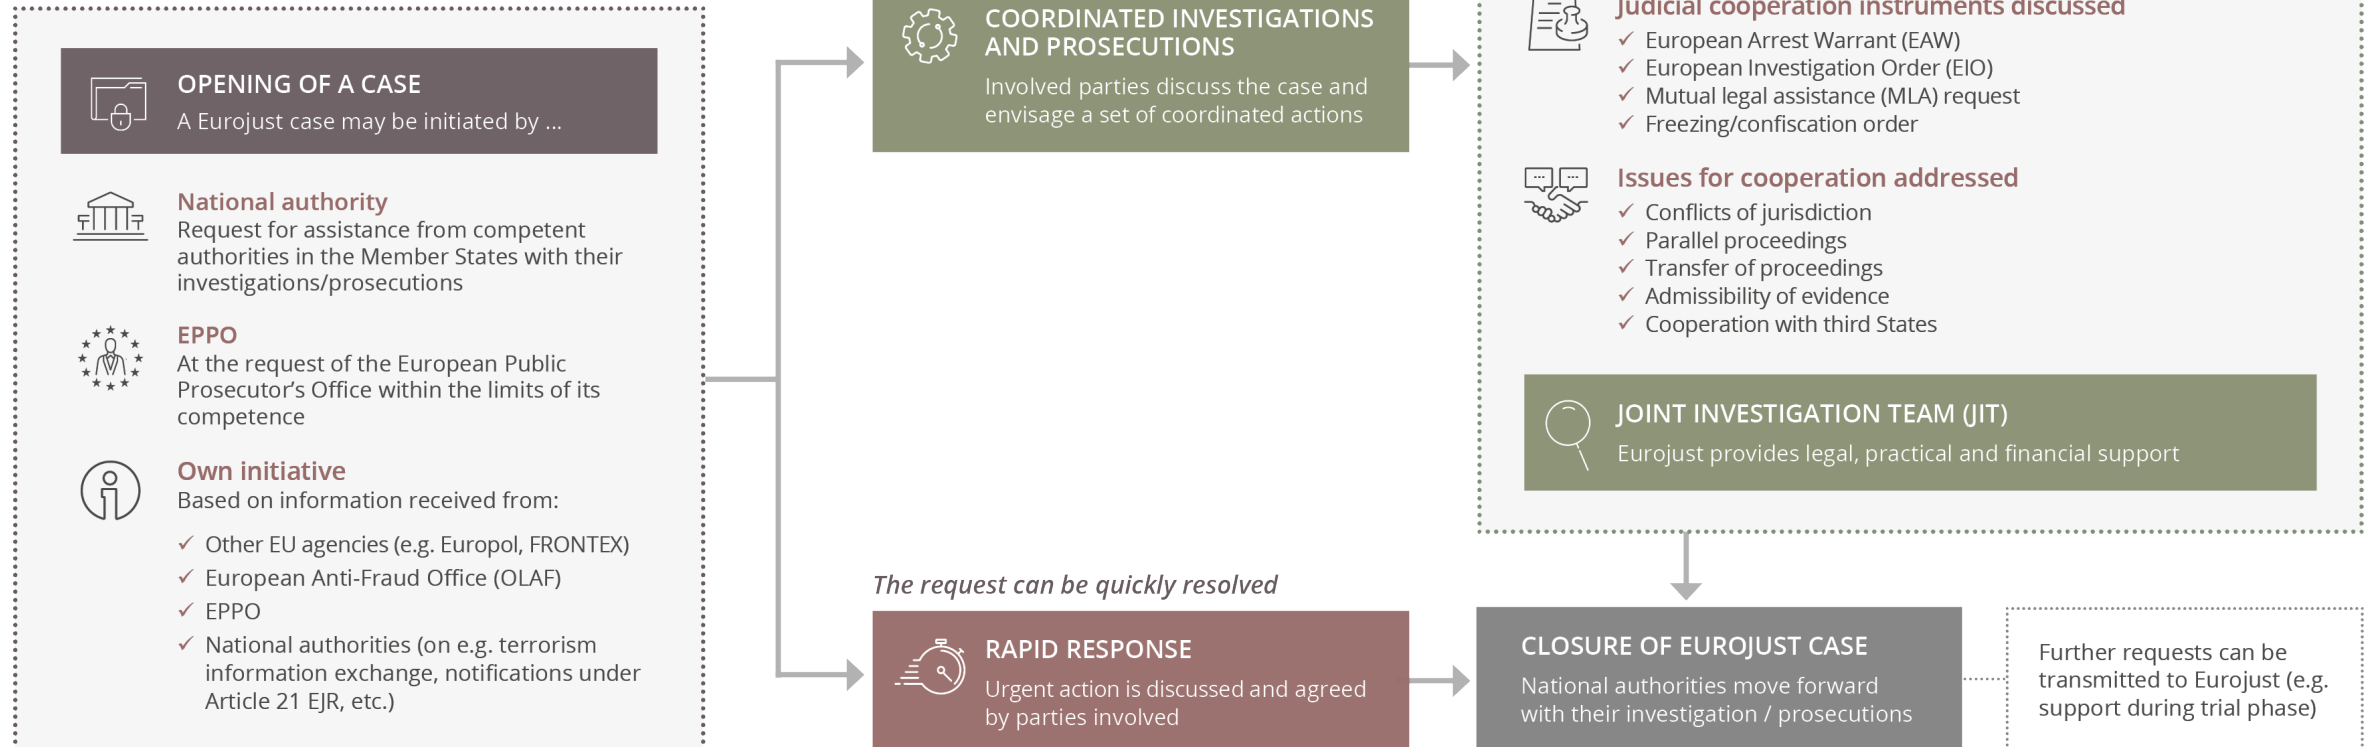 OPENING OF A CASE
A Eurojust case may be initiated by ...
National authority
Request for assistance from competent
authorities in the Member States with their
investigations/prosecutions
EPPO
At the request of the European Public
Prosecutor’s Office within the limits of its
competence
Own initiative
Based on information received from:
✓ Other EU agencies (e.g. Europol, FRONTEX)
✓ European Anti-Fraud Office (OLAF)
✓ EPPO
✓ National authorities (on e.g. terrorism
information exchange, notifications under
Article 21 EJR, etc.)
COORDINATED INVESTIGATIONS
AND PROSECUTIONS
Involved parties discuss the case and
envisage a set of coordinated actions
The request can be quickly resolved
RAPID RESPONSE
Urgent action is discussed and agreed
by parties involved
Judicial cooperation instruments discussed
✓ European Arrest Warrant (EAW)
✓ European Investigation Order (EIO)
✓ Mutual legal assistance (MLA) request
✓ Freezing/confiscation order
Issues for cooperation addressed
✓ Conflicts of jurisdiction
✓ Parallel proceedings
✓ Transfer of proceedings
✓ Admissibility of evidence
✓ Cooperation with third States
JOINT INVESTIGATION TEAM (JIT)
Eurojust provides legal, practical and financial support
CLOSURE OF EUROJUST CASE
National authorities move forward
with their investigation / prosecutions
Further requests can be
transmitted to Eurojust (e.g.
support during trial phase)